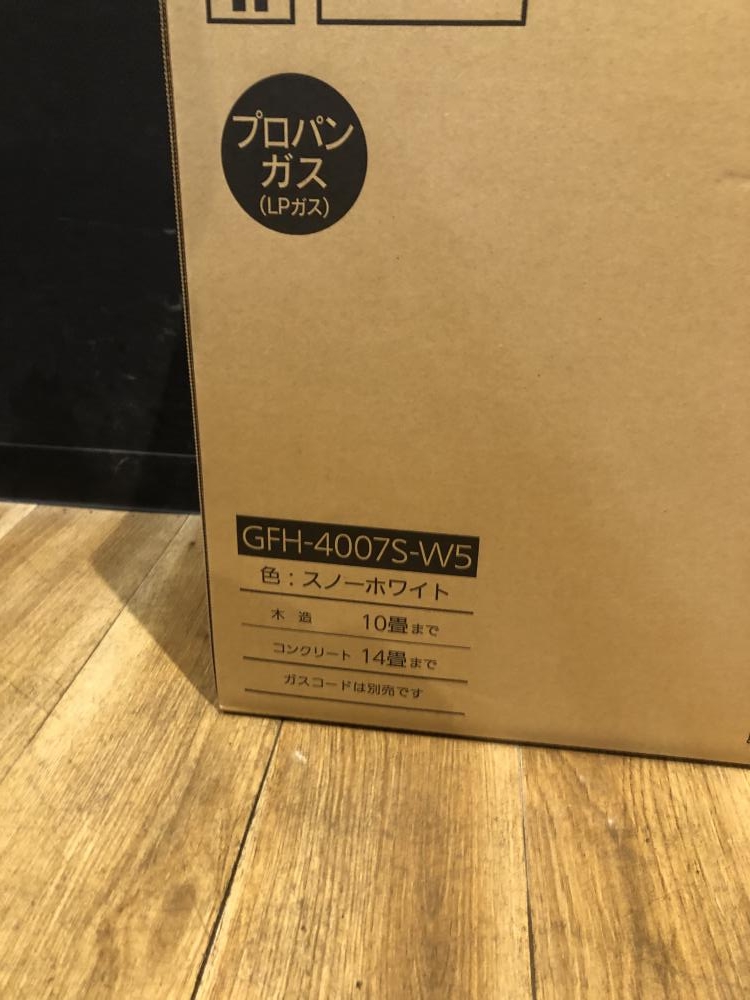 プロパン
ガス
(LPガス)
GFH-4007S-W5
色：スノーホワイト
木 造 10畳まで
コンクリート 14畳まで
ガスコードは別売です